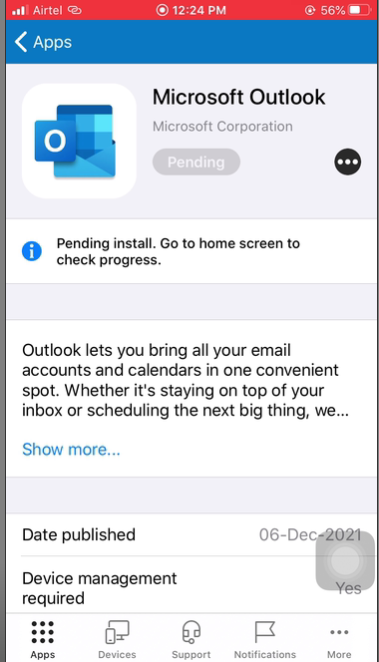 Airtel 12:24 PM 56%
Apps
Microsoft Outlook
Microsoft Corporation
Pending
Pending install. Go to home screen to
check progress.
Outlook lets you bring all your email
accounts and calendars in one convenient
spot. Whether it's staying on top of your
inbox or scheduling the next big thing, we...
Show more...
Date published 06-Dec-2021
Device management
required
Yes
Apps Devices Support Notifications More